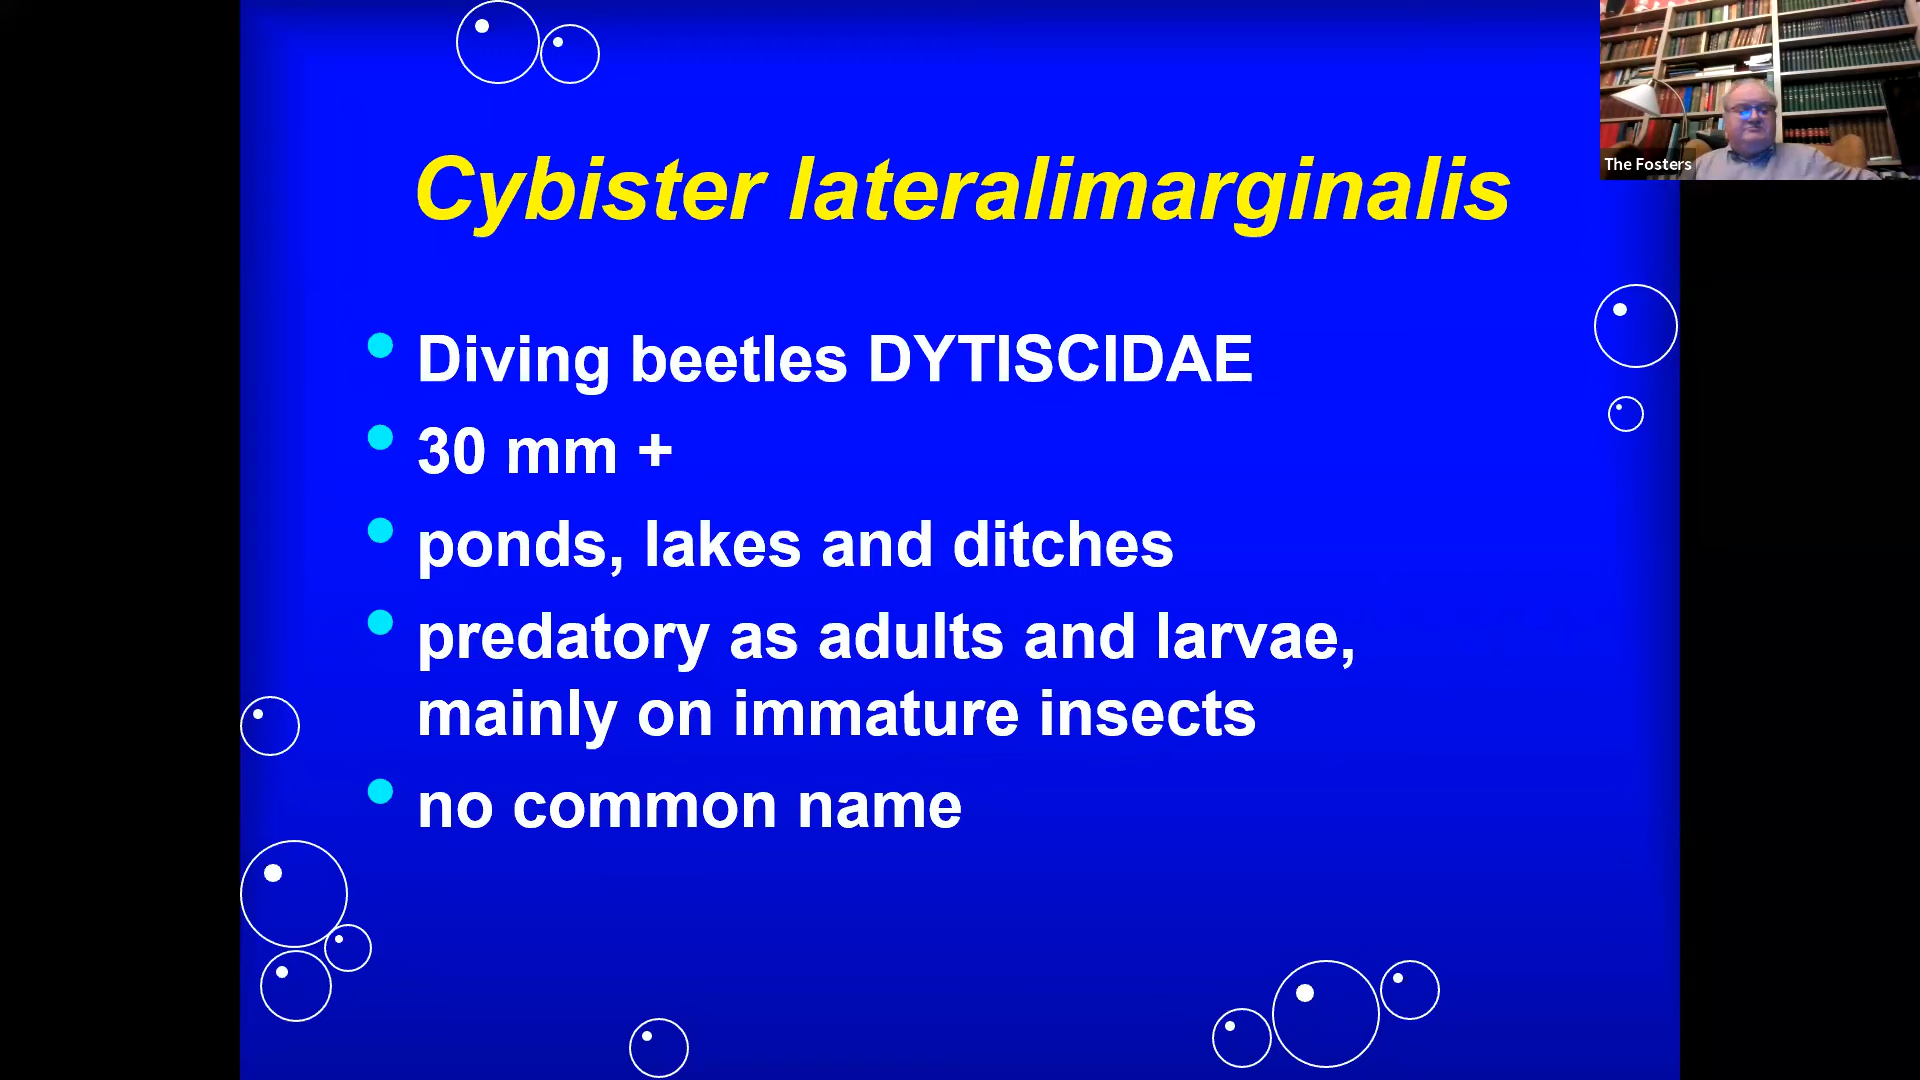 Cybister lateralimarginalis
Diving beetles DYTISCIDAE
30 mm +
ponds, lakes and ditches
predatory as adults and larvae,
mainly on immature insects
no common name
The Fosters